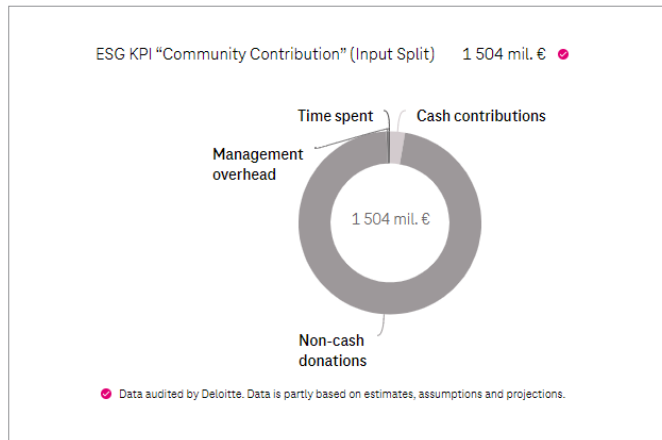 ESG KPI “Community Contribution” (Input Split) 1 504 mil. €
Time spent
Cash contributions
Management
overhead
1 504 mil. €
Non-cash
donations
Data audited by Deloitte. Data is partly based on estimates, assumptions and projections.